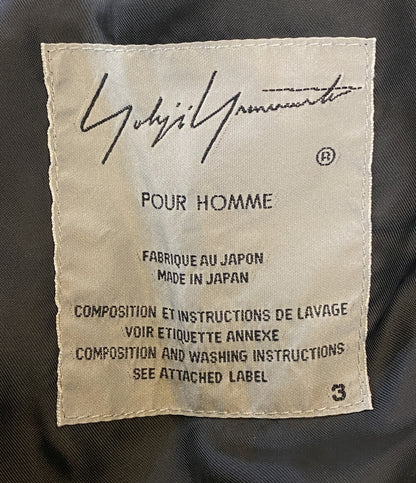 Yohji Yamamoto
®
POUR HOMME
FABRIQUE AU JAPON
MADE IN JAPAN
COMPOSITION ET INSTRUCTIONS DE LAVAGE
VOIR ETIQUETTE ANNEXE
COMPOSITION AND WASHING INSTRUCTIONS
SEE ATTACHED LABEL
3